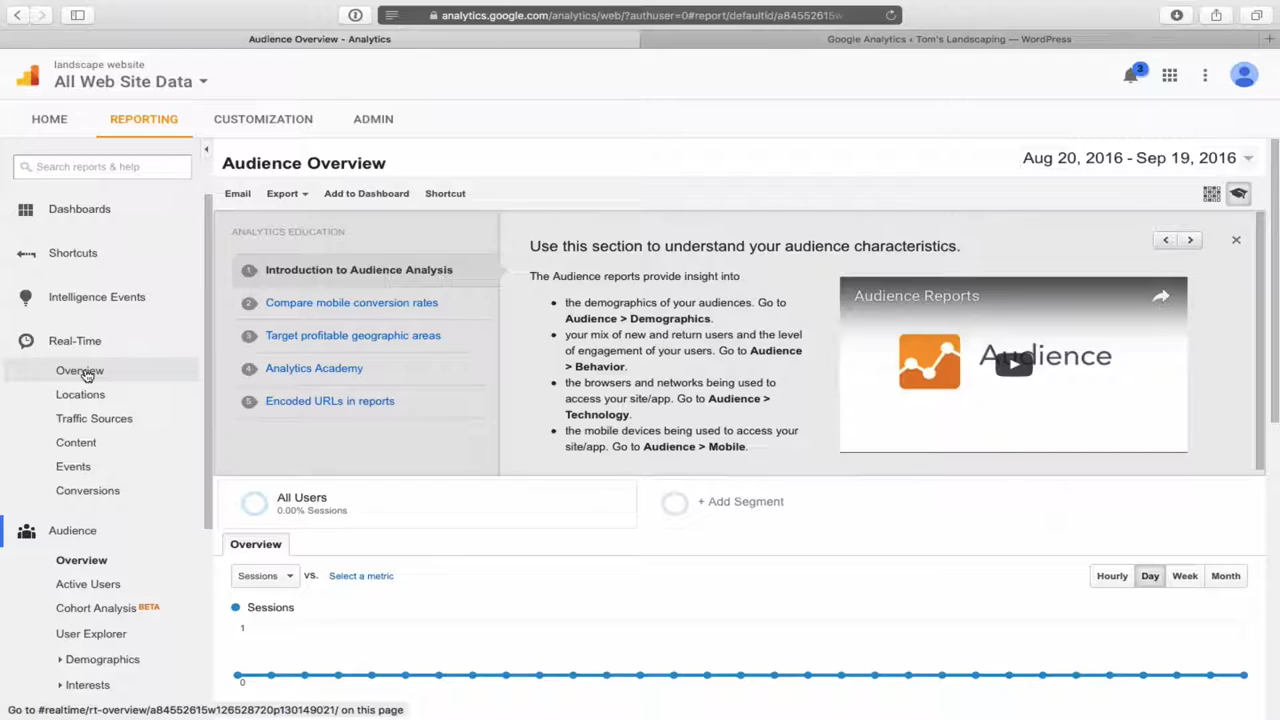 analytics.google.com/analytics/web/?authuser=0#report/defaultid/a84552615w
Audience Overview - Analytics
Google Analytics ‹ Tom's Landscaping — WordPress
landscape website
All Web Site Data
3
HOME
REPORTING
CUSTOMIZATION
ADMIN
Search reports & help
Dashboards
Shortcuts
Intelligence Events
Real-Time
Overview
Locations
Traffic Sources
Content
Events
Conversions
Audience
Overview
Active Users
Cohort Analysis BETA
User Explorer
Demographics
Interests
Audience Overview
Aug 20, 2016 - Sep 19, 2016
Email
Export
Add to Dashboard
Shortcut
ANALYTICS EDUCATION
1 Introduction to Audience Analysis
2 Compare mobile conversion rates
3 Target profitable geographic areas
4 Analytics Academy
5 Encoded URLs in reports
Use this section to understand your audience characteristics.
The Audience reports provide insight into
• the demographics of your audiences. Go to
Audience > Demographics.
• your mix of new and return users and the level
of engagement of your users. Go to Audience
> Behavior.
• the browsers and networks being used to
access your site/app. Go to Audience >
Technology.
• the mobile devices being used to access your
site/app. Go to Audience > Mobile.
Audience Reports
Audience
All Users
0.00% Sessions
+ Add Segment
Overview
Sessions
VS.
Select a metric
Hourly
Day
Week
Month
Sessions
1
0
Go to #realtime/rt-overview/a84552615w126528720p130149021/ on this page